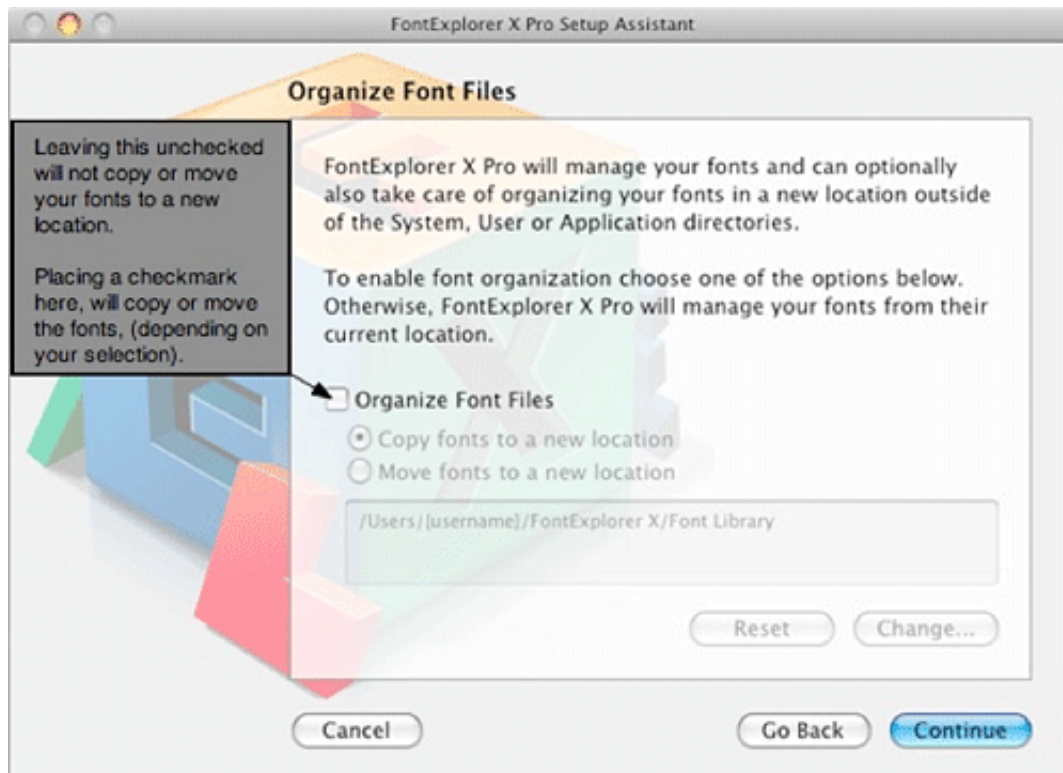 FontExplorer X Pro Setup Assistant
Organize Font Files
Leaving this unchecked
will not copy or move
your fonts to a new
location.
Placing a checkmark
here, will copy or move
the fonts, (depending on
your selection).
FontExplorer X Pro will manage your fonts and can optionally
also take care of organizing your fonts in a new location outside
of the System, User or Application directories.
To enable font organization choose one of the options below.
Otherwise, FontExplorer X Pro will manage your fonts from their
current location.
Organize Font Files
Copy fonts to a new location
Move fonts to a new location
/Users/[username]/FontExplorer X/Font Library
Reset Change...
Cancel Go Back Continue